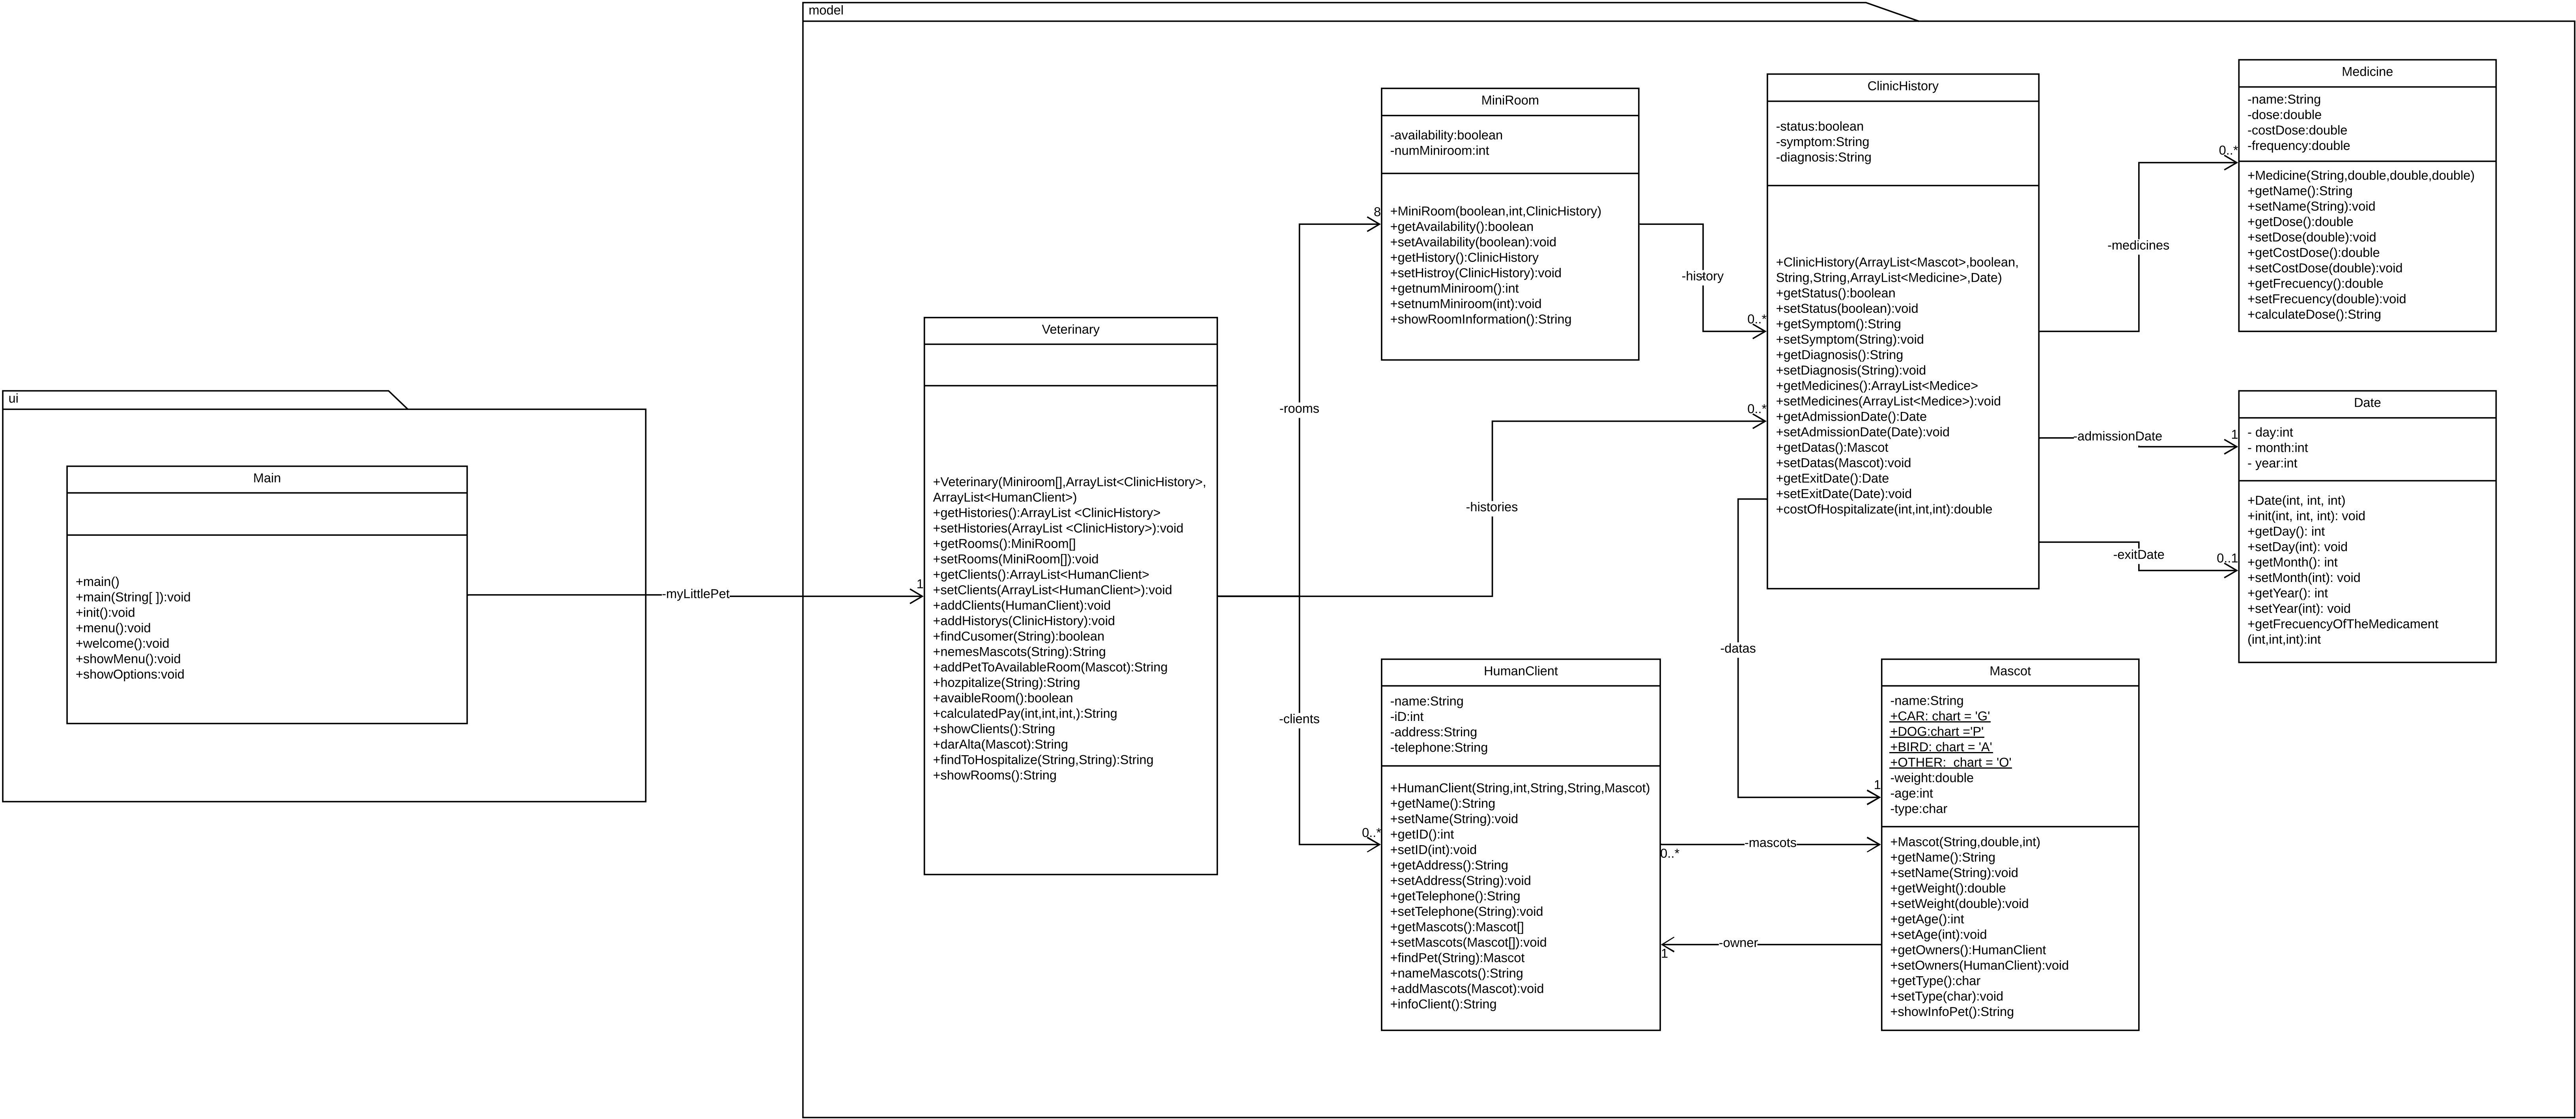 model
ui
Main
+main()
+main(String[ ]):void
+init():void
+menu():void
+welcome():void
+showMenu():void
+showOptions:void
-myLittlePet
1
Veterinary
+Veterinary(Miniroom[],ArrayList<ClinicHistory>,
ArrayList<HumanClient>)
+getHistories():ArrayList <ClinicHistory>
+setHistories(ArrayList <ClinicHistory>):void
+getRooms():MiniRoom[]
+setRooms(MiniRoom[]):void
+getClients():ArrayList<HumanClient>
+setClients(ArrayList<HumanClient>):void
+addClients(HumanClient):void
+addHistorys(ClinicHistory):void
+findCusomer(String):boolean
+nemesMascots(String):String
+addPetToAvailableRoom(Mascot):String
+hozpitalize(String):String
+avaibleRoom():boolean
+calculatedPay(int,int,int,):String
+showClients():String
+darAlta(Mascot):String
+findToHospitalize(String,String):String
+showRooms():String
-rooms
8
-histories
0..*
-clients
0..*
MiniRoom
-availability:boolean
-numMiniroom:int
+MiniRoom(boolean,int,ClinicHistory)
+getAvailability():boolean
+setAvailability(boolean):void
+getHistory():ClinicHistory
+setHistroy(ClinicHistory):void
+getnumMiniroom():int
+setnumMiniroom(int):void
+showRoomInformation():String
-history
0..*
ClinicHistory
-status:boolean
-symptom:String
-diagnosis:String
+ClinicHistory(ArrayList<Mascot>,boolean,
String,String,ArrayList<Medicine>,Date)
+getStatus():boolean
+setStatus(boolean):void
+getSymptom():String
+setSymptom(String):void
+getDiagnosis():String
+setDiagnosis(String):void
+getMedicines():ArrayList<Medice>
+setMedicines(ArrayList<Medice>):void
+getAdmissionDate():Date
+setAdmissionDate(Date):void
+getDatas():Mascot
+setDatas(Mascot):void
+getExitDate():Date
+setExitDate(Date):void
+costOfHospitalizate(int,int,int):double
-medicines
0..*
-admissionDate
1
-exitDate
0..1
-datas
1
Medicine
-name:String
-dose:double
-costDose:double
-frequency:double
+Medicine(String,double,double,double)
+getName():String
+setName(String):void
+getDose():double
+setDose(double):void
+getCostDose():double
+setCostDose(double):void
+getFrecuency():double
+setFrecuency(double):void
+calculateDose():String
Date
- day:int
- month:int
- year:int
+Date(int, int, int)
+init(int, int, int): void
+getDay(): int
+setDay(int): void
+getMonth(): int
+setMonth(int): void
+getYear(): int
+setYear(int): void
+getFrecuencyOfTheMedicament
(int,int,int):int
HumanClient
-name:String
-iD:int
-address:String
-telephone:String
+HumanClient(String,int,String,String,Mascot)
+getName():String
+setName(String):void
+getID():int
+setID(int):void
+getAddress():String
+setAddress(String):void
+getTelephone():String
+setTelephone(String):void
+getMascots():Mascot[]
+setMascots(Mascot[]):void
+findPet(String):Mascot
+nameMascots():String
+addMascots(Mascot):void
+infoClient():String
-mascots
0..*
-owner
1
Mascot
-name:String
+CAR: chart = 'G'
+DOG:chart ='P'
+BIRD: chart = 'A'
+OTHER:  chart = 'O'
-weight:double
-age:int
-type:char
+Mascot(String,double,int)
+getName():String
+setName(String):void
+getWeight():double
+setWeight(double):void
+getAge():int
+setAge(int):void
+getOwners():HumanClient
+setOwners(HumanClient):void
+getType():char
+setType(char):void
+showInfoPet():String